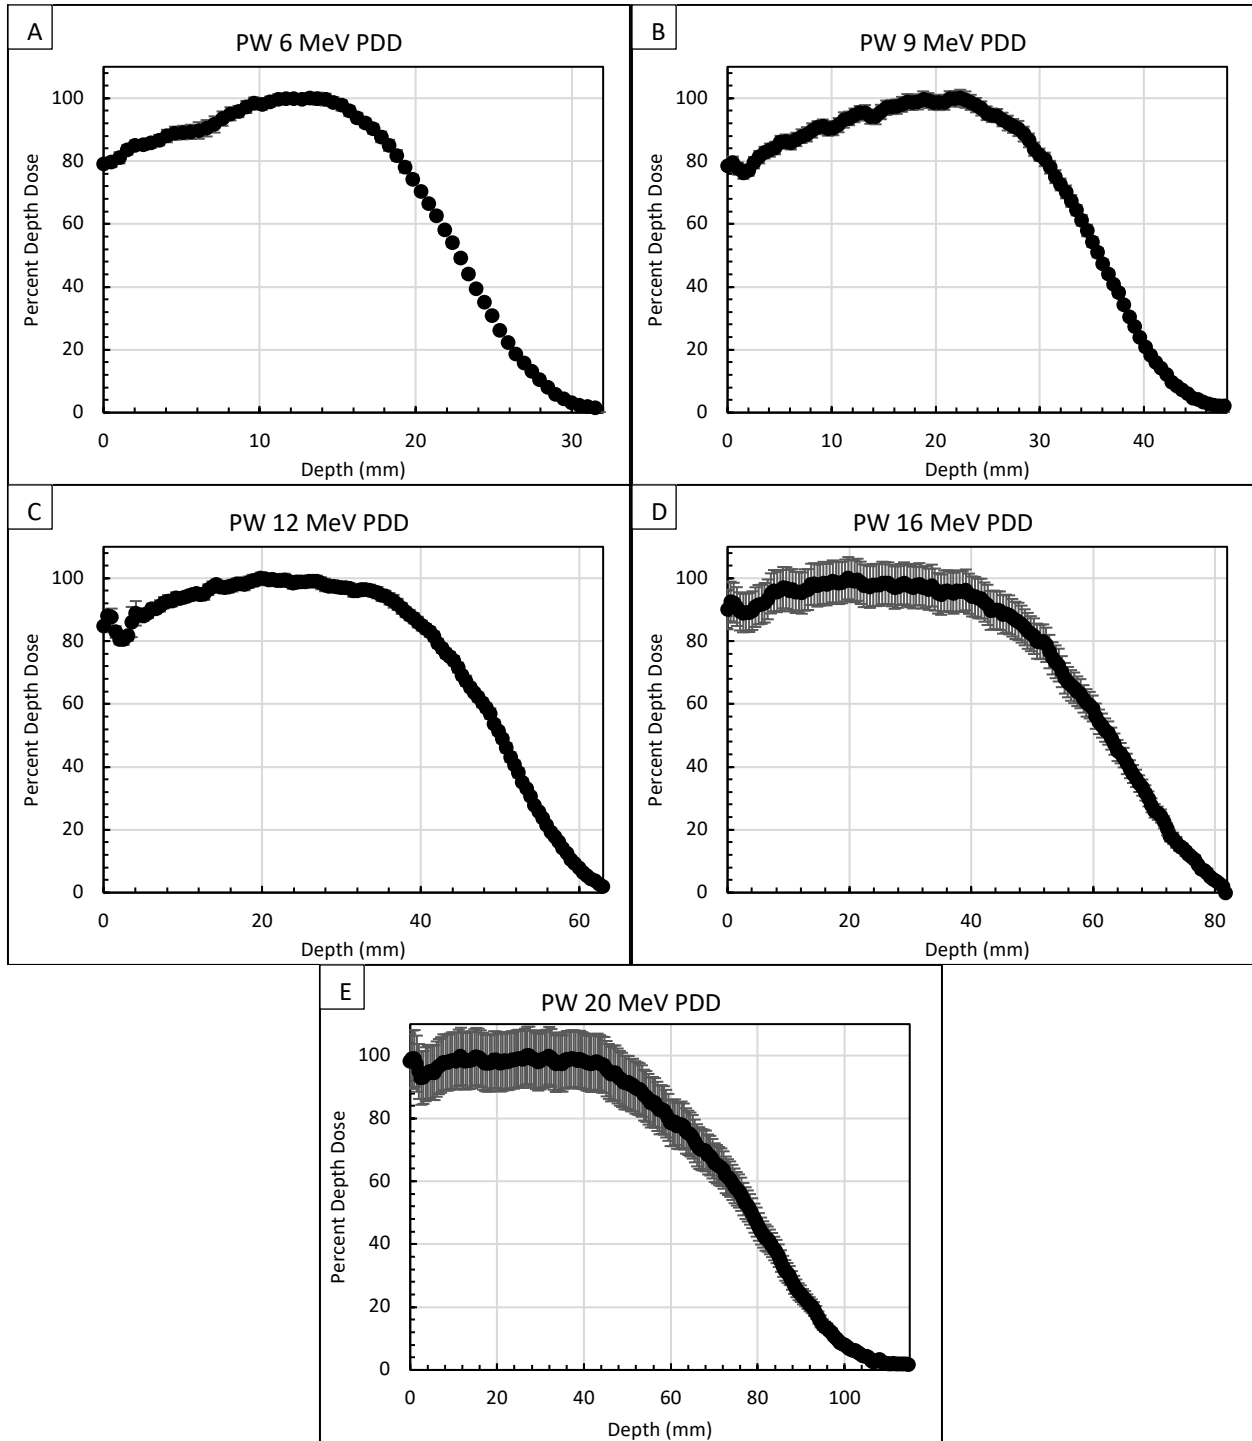 A
PW 6 MeV PDD
Percent Depth Dose
100
80
60
40
20
0
0 10 20 30
Depth (mm)
B
PW 9 MeV PDD
Percent Depth Dose
100
80
60
40
20
0
0 10 20 30 40
Depth (mm)
C
PW 12 MeV PDD
Percent Depth Dose
100
80
60
40
20
0
0 20 40 60
Depth (mm)
D
PW 16 MeV PDD
Percent Depth Dose
100
80
60
40
20
0
0 20 40 60 80
Depth (mm)
E
PW 20 MeV PDD
Percent Depth Dose
100
80
60
40
20
0
0 20 40 60 80 100
Depth (mm)